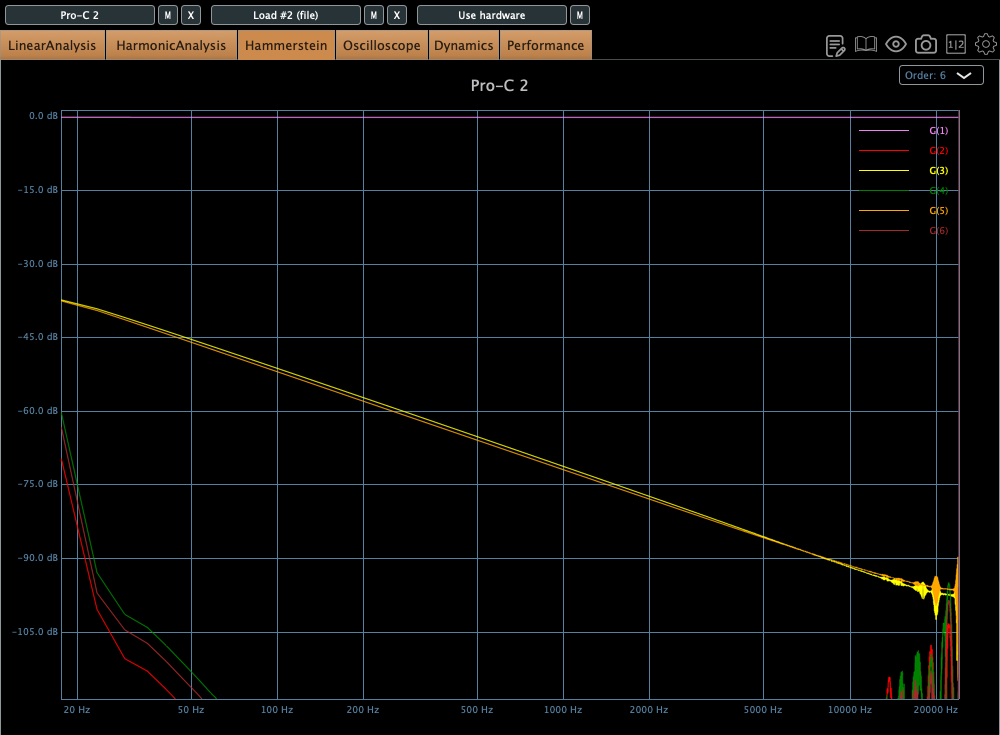 Pro-C 2 M X Load #2 (file) M X Use hardware M
LinearAnalysis HarmonicAnalysis Hammerstein Oscilloscope Dynamics Performance 1|2
Order: 6
Pro-C 2
0.0 dB
G(1)
G(2)
G(3)
-15.0 dB
G(4)
G(5)
G(6)
-30.0 dB
-45.0 dB
-60.0 dB
-75.0 dB
-90.0 dB
-105.0 dB
20 Hz 50 Hz 100 Hz 200 Hz 500 Hz 1000 Hz 2000 Hz 5000 Hz 10000 Hz 20000 Hz